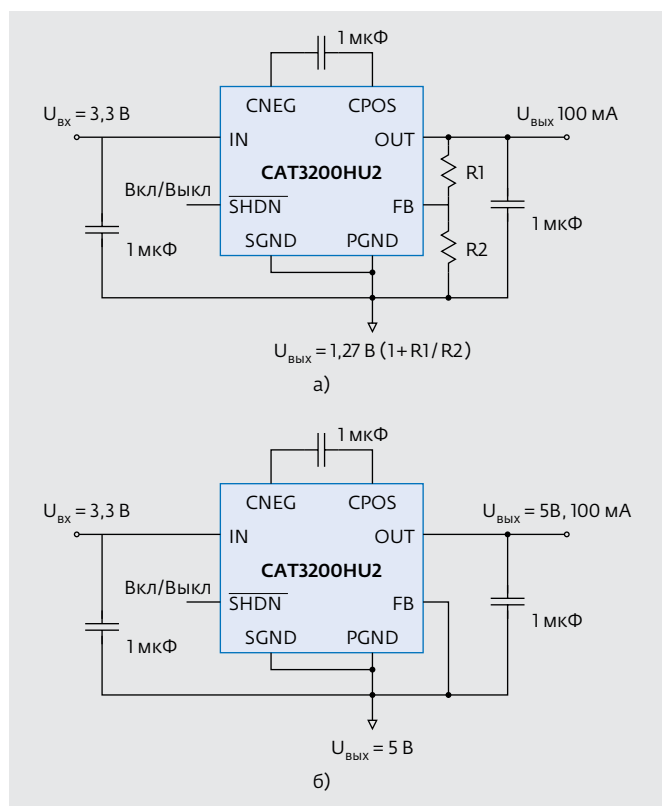 1 мкФ
CNEG CPOS
Uвх = 3,3 В
Uвых 100 мА
IN OUT
CAT3200HU2
R1
Вкл/Выкл
SHDN FB
1 мкФ
1 мкФ
SGND PGND
R2
Uвых = 1,27 В (1+R1/R2)
а)
1 мкФ
CNEG CPOS
Uвх = 3,3 В
Uвых = 5В, 100 мА
IN OUT
CAT3200HU2
Вкл/Выкл
SHDN FB
1 мкФ
1 мкФ
SGND PGND
Uвых = 5 В
б)